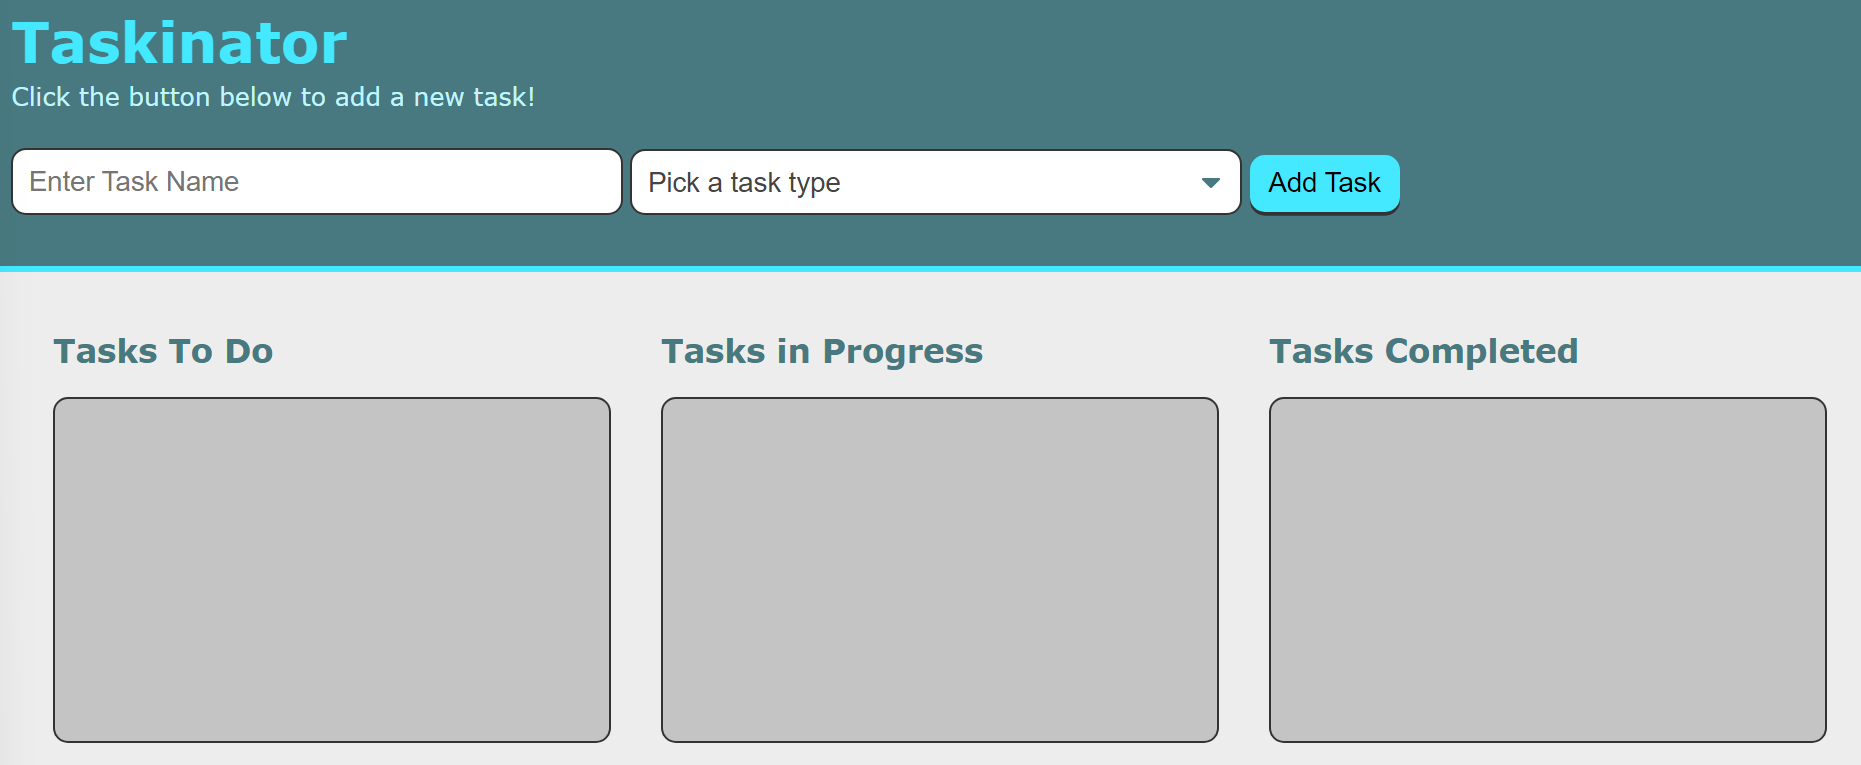 Taskinator
Click the button below to add a new task!
Enter Task Name
Pick a task type
Add Task
Tasks To Do
Tasks in Progress
Tasks Completed